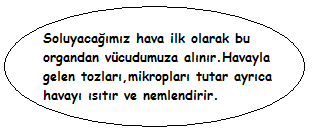 Soluyacağımız hava ilk olarak bu
organdan vücudumuza alınır.Havayla
gelen tozları,mikropları tutar ayrıca
havayı ısıtır ve nemlendirir.